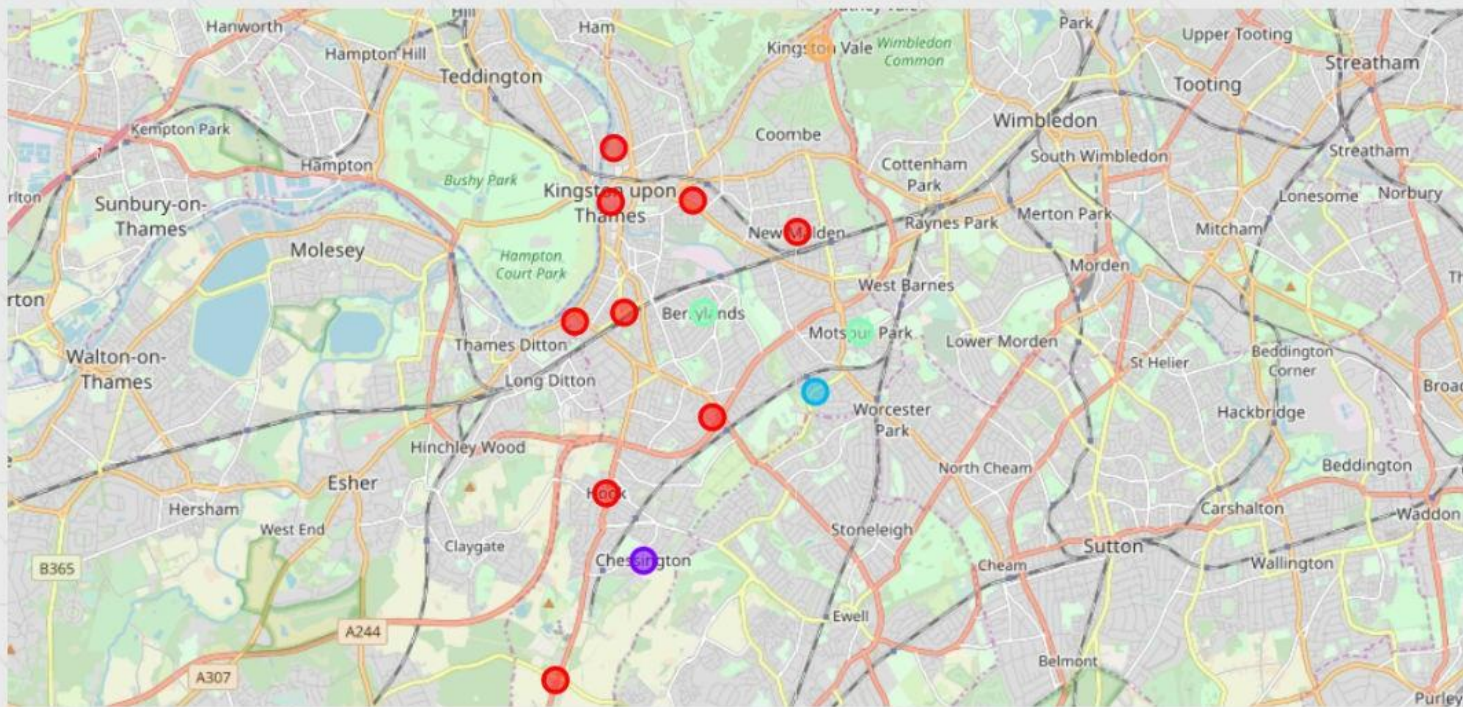 Hanworth
Ham
Park
Upper Tooting
Hampton Hill
Kingston Vale
Wimbledon
Common
Streatham
Teddington
Tooting
Kempton Park
Coombe
Wimbledon
Hampton
Cottenham
Park
South Wimbledon
Streatham
Bushy Park
Kingston upon
Thames
Lonesome
Norbury
Sunbury-on-
Thames
Merton Park
Molesey
New Malden
Raynes Park
Mitcham
Hampton
Court Park
Morden
West Barnes
Berrylands
Motspur Park
Thames Ditton
Lower Morden
Walton-on-
Thames
St Helier
Beddington
Corner
Long Ditton
Worcester
Park
Hackbridge
Hinchley Wood
Esher
Hook
North Cheam
Beddington
Hersham
Carshalton
Waddon
West End
Stoneleigh
Claygate
Chessington
Sutton
B365
Cheam
Wallington
Ewell
A244
Belmont
A307
Purley